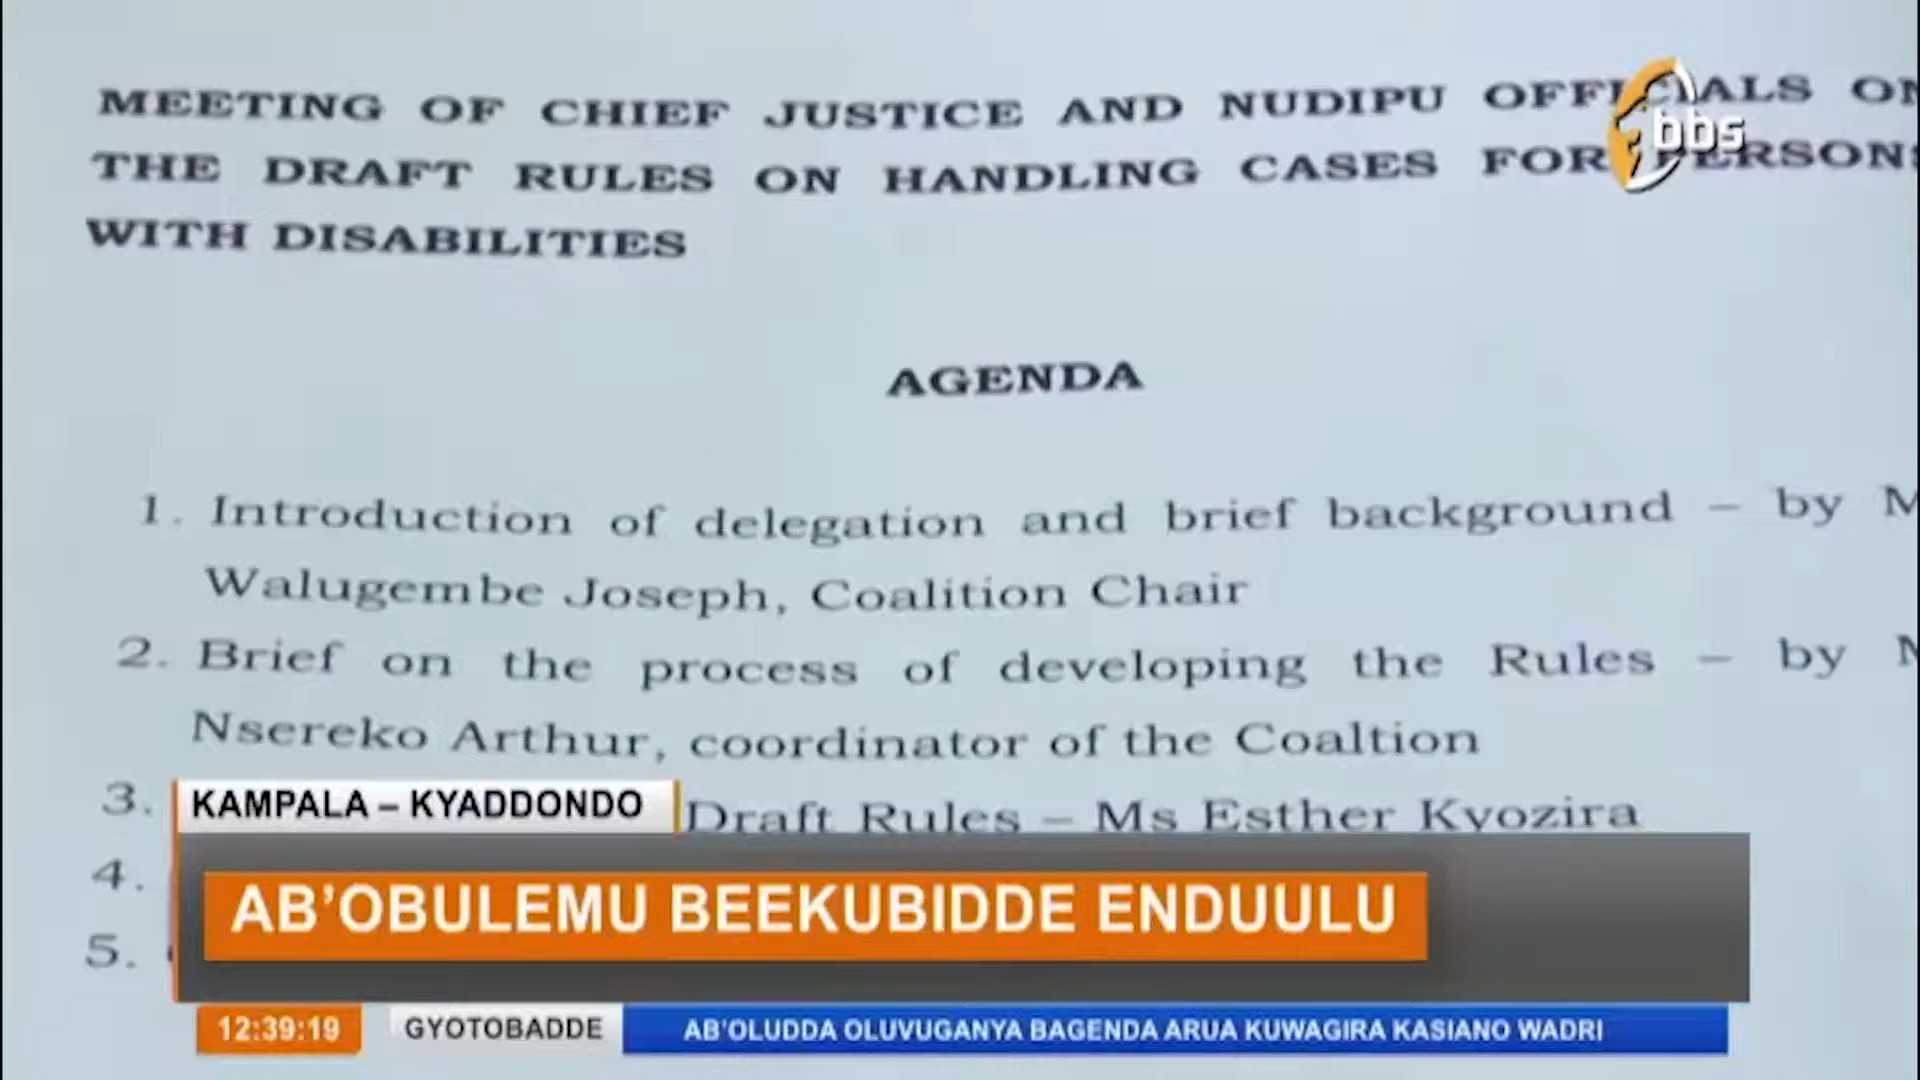 MEETING OF CHIEF JUSTICE AND NUDIPU OFFICIALS ON
THE DRAFT RULES ON HANDLING CASES FOR PERSONS
WITH DISABILITIES
bbs
AGENDA
1. Introduction of delegation and brief background – by
Walugembe Joseph, Coalition Chair
2. Brief on the process of developing the Rules – by
Nsereko Arthur, coordinator of the Coaltion
3. Draft Rules – Ms Esther Kyozira
4.
5.
KAMPALA – KYADDONDO
AB'OBULEMU BEEKUBIDDE ENDUULU
12:39:19 GYOTOBADDE AB'OLUDDA OLUVUGANYA BAGENDA ARUA KUWAGIRA KASIANO WADRI